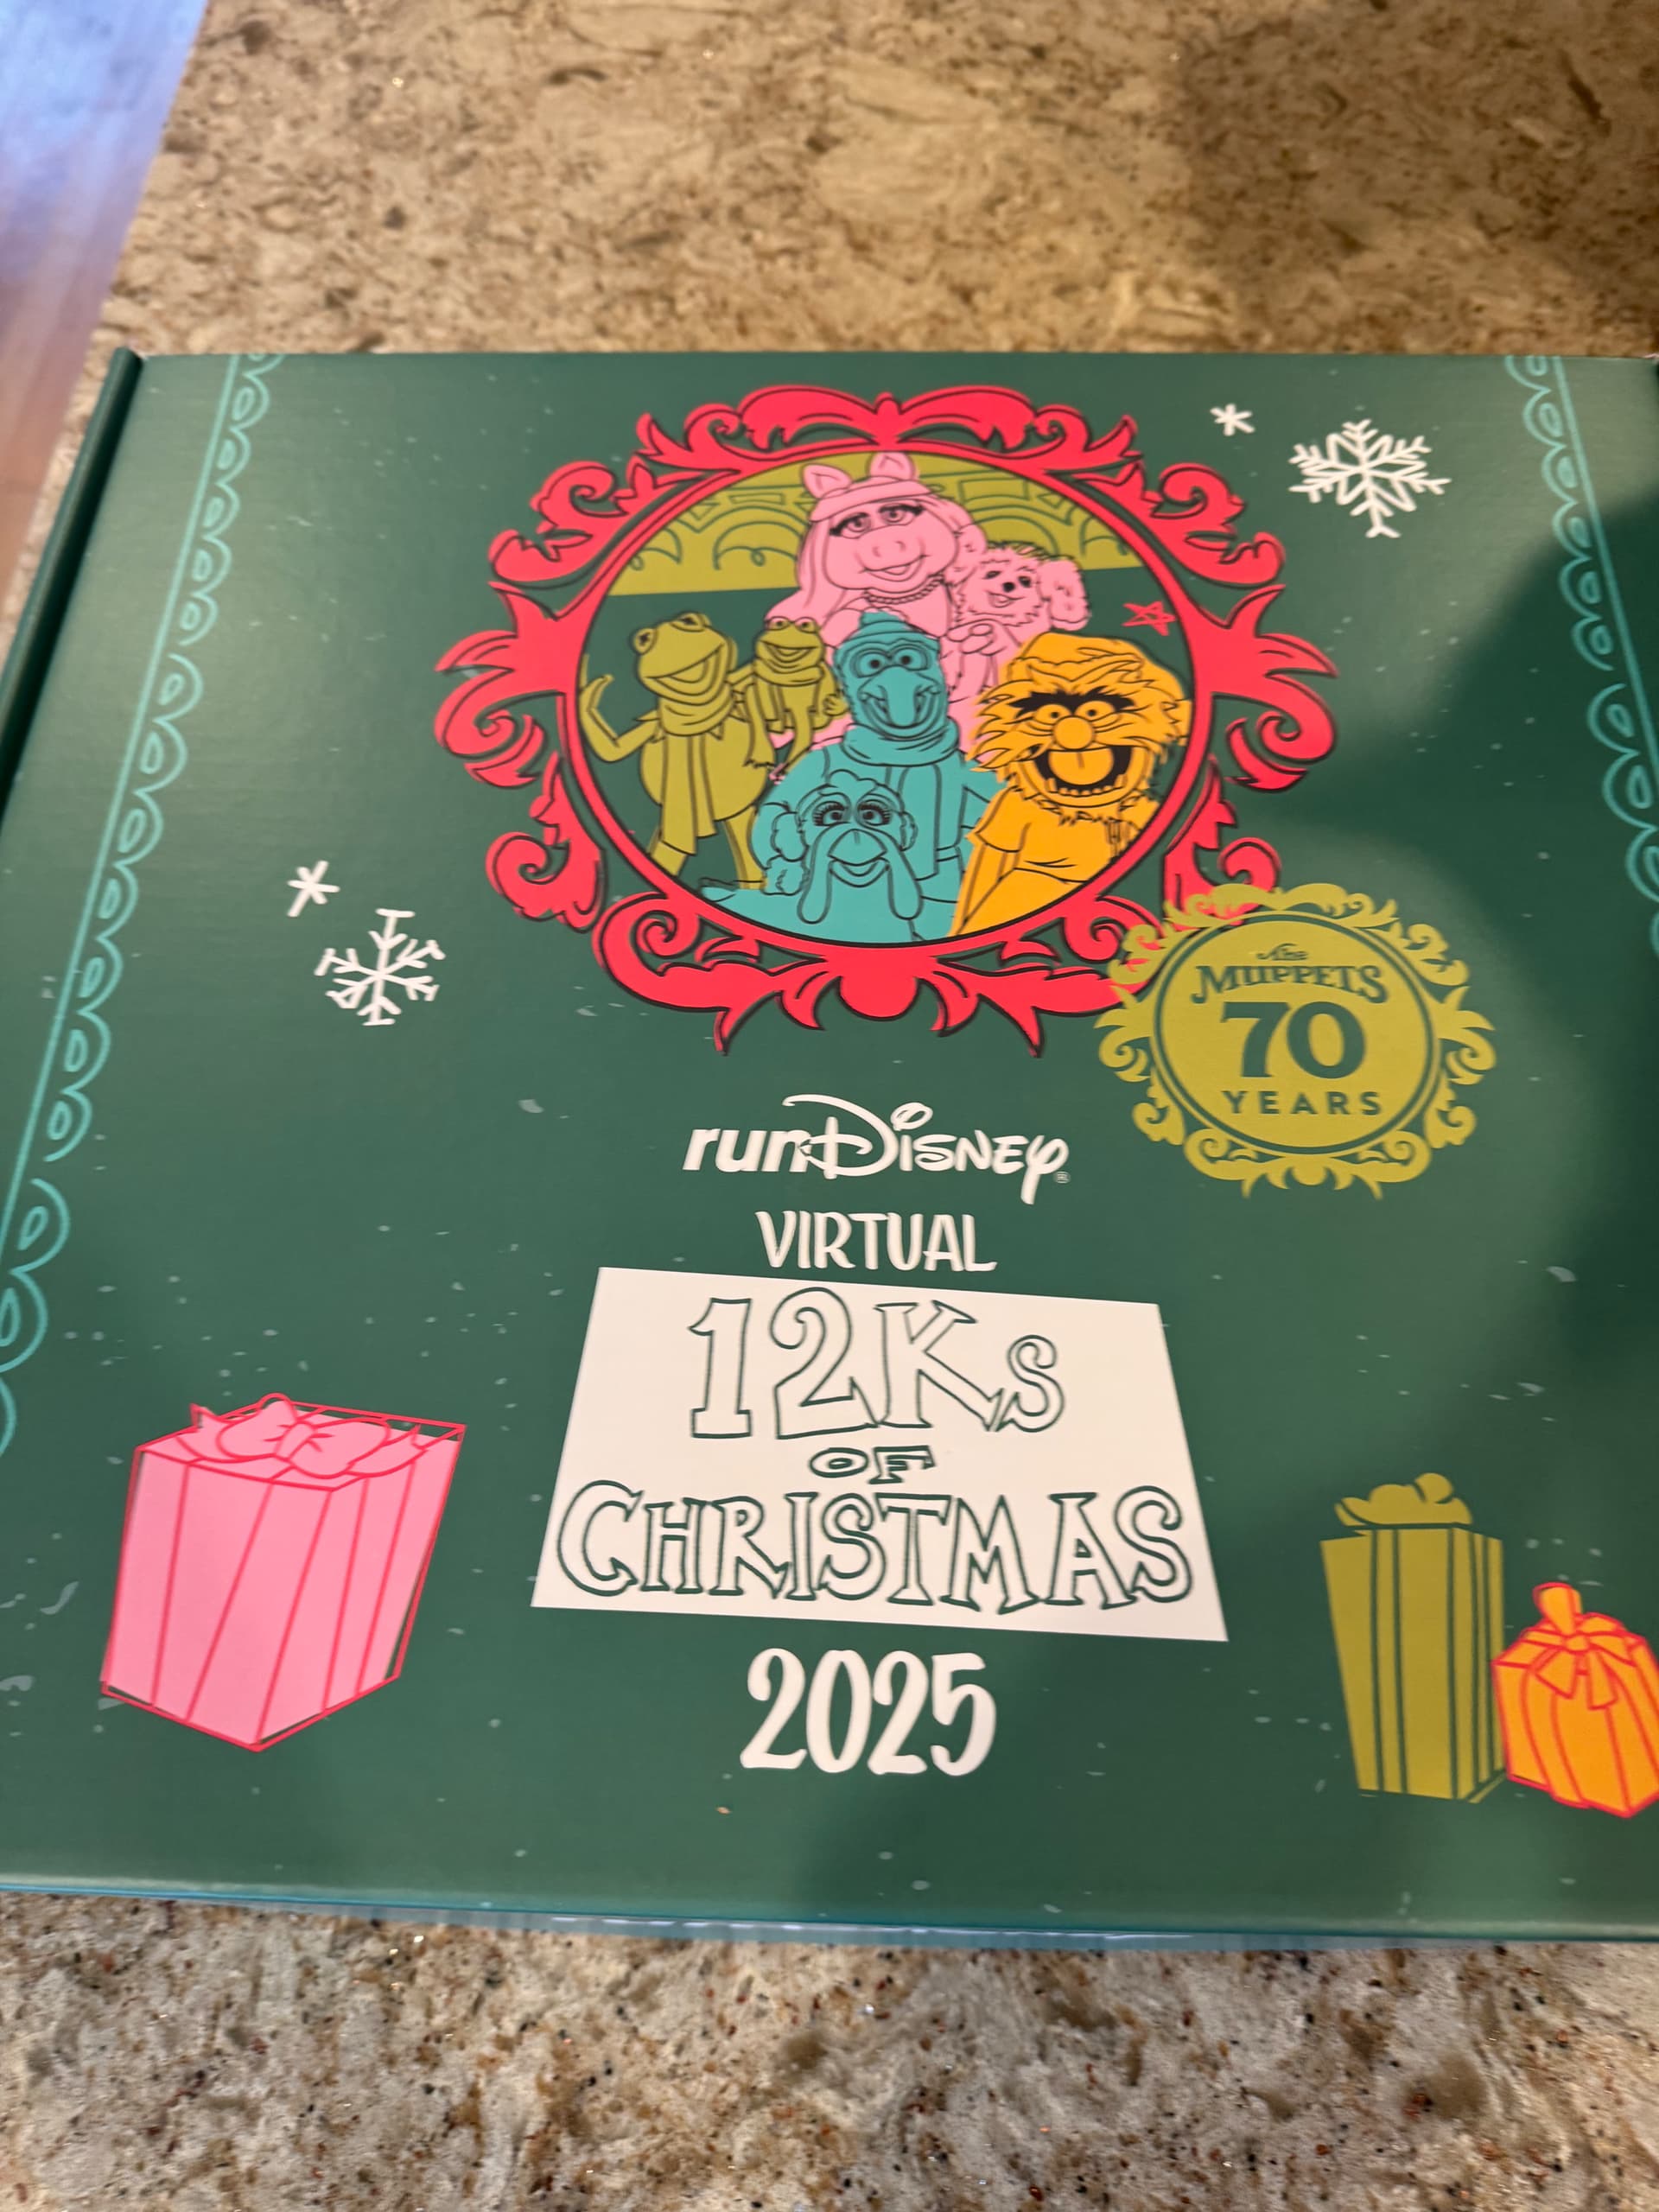 The
MUPPETS
70
YEARS
runDisney®
VIRTUAL
12Ks
OF
CHRISTMAS
2025